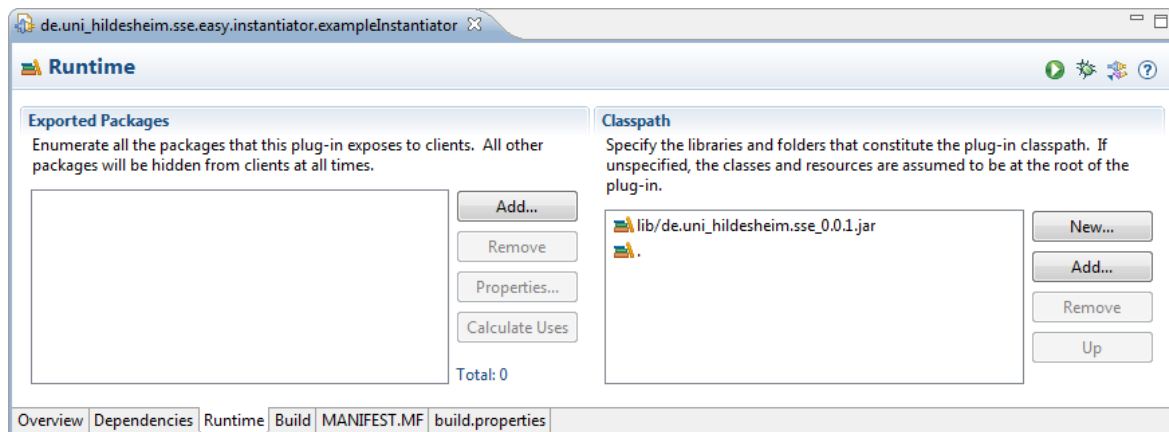 de.uni_hildesheim.sse.easy.instantiator.exampleInstantiator
Runtime
Exported Packages
Enumerate all the packages that this plug-in exposes to clients. All other
packages will be hidden from clients at all times.
Add...
Remove
Properties...
Calculate Uses
Total: 0
Classpath
Specify the libraries and folders that constitute the plug-in classpath. If
unspecified, the classes and resources are assumed to be at the root of the
plug-in.
lib/de.uni_hildesheim.sse_0.0.1.jar
.
New...
Add...
Remove
Up
Overview Dependencies Runtime Build MANIFEST.MF build.properties